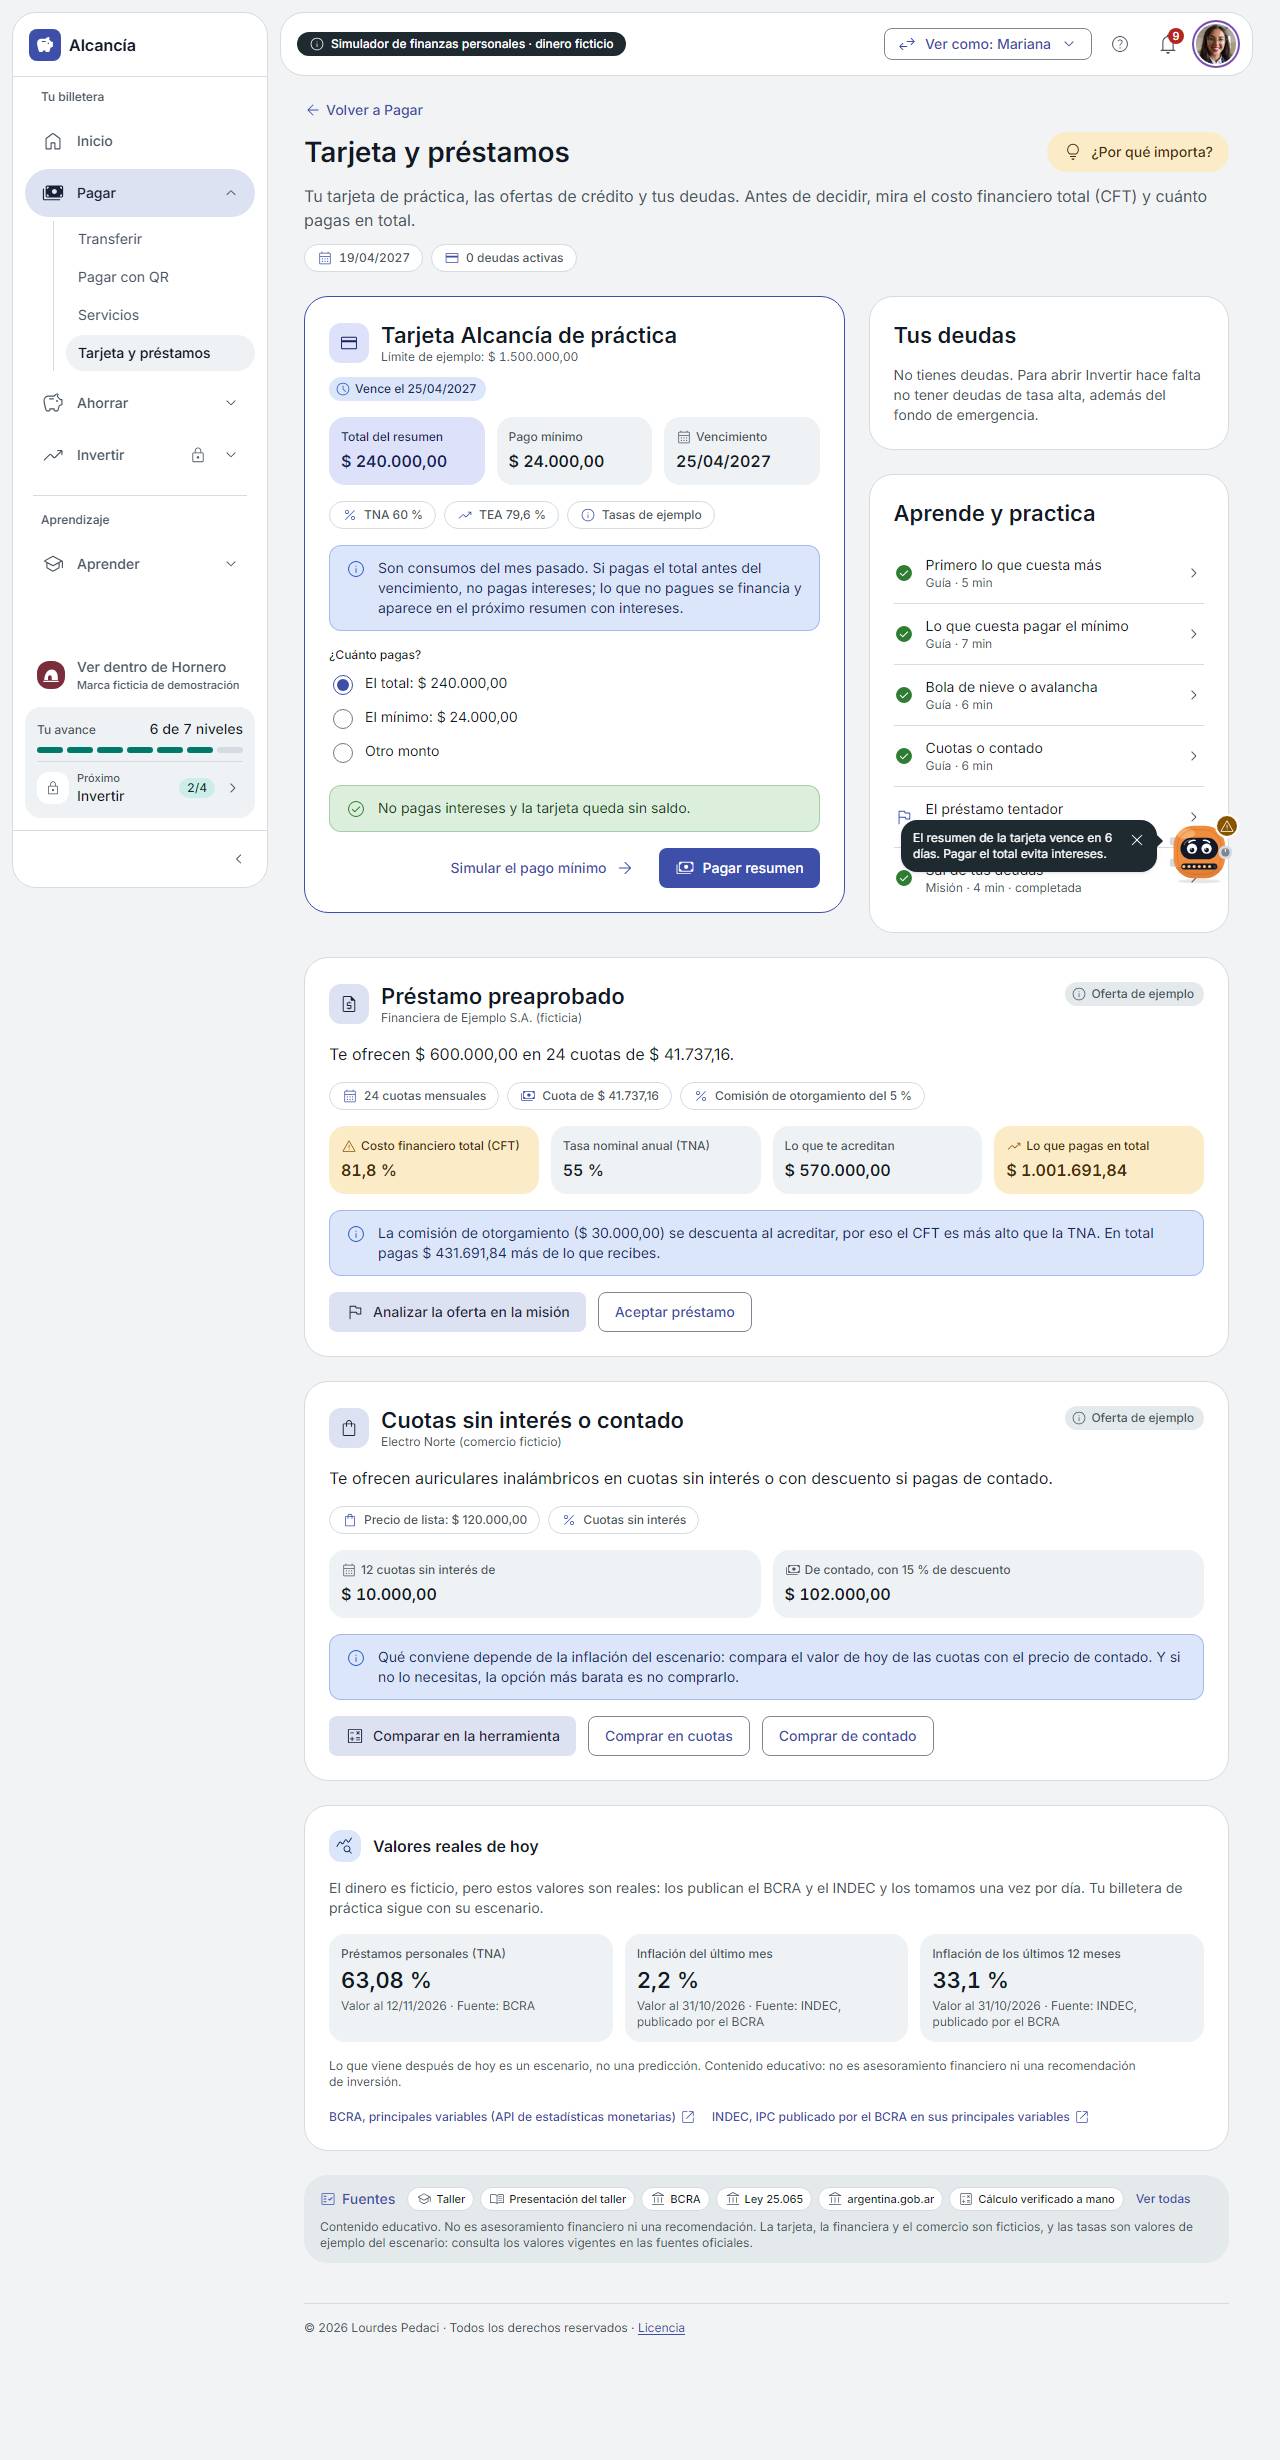 Alcancía
Tu billetera
Inicio
Pagar
Transferir
Pagar con QR
Servicios
Tarjeta y préstamos
Ahorrar
Invertir
Aprendizaje
Aprender
Ver dentro de Hornero
Marca ficticia de demostración
Tu avance 6 de 7 niveles
Próximo
Invertir
2/4
Simulador de finanzas personales · dinero ficticio
Ver como: Mariana
9
Volver a Pagar
Tarjeta y préstamos
¿Por qué importa?
Tu tarjeta de práctica, las ofertas de crédito y tus deudas. Antes de decidir, mira el costo financiero total (CFT) y cuánto
pagas en total.
19/04/2027
0 deudas activas
Tarjeta Alcancía de práctica
Límite de ejemplo: $ 1.500.000,00
Vence el 25/04/2027
Total del resumen
$ 240.000,00
Pago mínimo
$ 24.000,00
Vencimiento
25/04/2027
TNA 60 %
TEA 79,6 %
Tasas de ejemplo
Son consumos del mes pasado. Si pagas el total antes del
vencimiento, no pagas intereses; lo que no pagues se financia y
aparece en el próximo resumen con intereses.
¿Cuánto pagas?
El total: $ 240.000,00
El mínimo: $ 24.000,00
Otro monto
No pagas intereses y la tarjeta queda sin saldo.
Simular el pago mínimo
Pagar resumen
Tus deudas
No tienes deudas. Para abrir Invertir hace falta
no tener deudas de tasa alta, además del
fondo de emergencia.
Aprende y practica
Primero lo que cuesta más
Guía · 5 min
Lo que cuesta pagar el mínimo
Guía · 7 min
Bola de nieve o avalancha
Guía · 6 min
Cuotas o contado
Guía · 6 min
El préstamo tentador
El resumen de la tarjeta vence en 6
días. Pagar el total evita intereses.
Misión · 4 min · completada
Préstamo preaprobado
Financiera de Ejemplo S.A. (ficticia)
Oferta de ejemplo
Te ofrecen $ 600.000,00 en 24 cuotas de $ 41.737,16.
24 cuotas mensuales
Cuota de $ 41.737,16
Comisión de otorgamiento del 5 %
Costo financiero total (CFT)
81,8 %
Tasa nominal anual (TNA)
55 %
Lo que te acreditan
$ 570.000,00
Lo que pagas en total
$ 1.001.691,84
La comisión de otorgamiento ($ 30.000,00) se descuenta al acreditar, por eso el CFT es más alto que la TNA. En total
pagas $ 431.691,84 más de lo que recibes.
Analizar la oferta en la misión
Aceptar préstamo
Cuotas sin interés o contado
Electro Norte (comercio ficticio)
Oferta de ejemplo
Te ofrecen auriculares inalámbricos en cuotas sin interés o con descuento si pagas de contado.
Precio de lista: $ 120.000,00
Cuotas sin interés
12 cuotas sin interés de
$ 10.000,00
De contado, con 15 % de descuento
$ 102.000,00
Qué conviene depende de la inflación del escenario: compara el valor de hoy de las cuotas con el precio de contado. Y si
no lo necesitas, la opción más barata es no comprarlo.
Comparar en la herramienta
Comprar en cuotas
Comprar de contado
Valores reales de hoy
El dinero es ficticio, pero estos valores son reales: los publican el BCRA y el INDEC y los tomamos una vez por día. Tu billetera de
práctica sigue con su escenario.
Préstamos personales (TNA)
63,08 %
Valor al 12/11/2026 · Fuente: BCRA
Inflación del último mes
2,2 %
Valor al 31/10/2026 · Fuente: INDEC,
publicado por el BCRA
Inflación de los últimos 12 meses
33,1 %
Valor al 31/10/2026 · Fuente: INDEC,
publicado por el BCRA
Lo que viene después de hoy es un escenario, no una predicción. Contenido educativo: no es asesoramiento financiero ni una recomendación
de inversión.
BCRA, principales variables (API de estadísticas monetarias)
INDEC, IPC publicado por el BCRA en sus principales variables
Fuentes
Taller
Presentación del taller
BCRA
Ley 25.065
argentina.gob.ar
Cálculo verificado a mano
Ver todas
Contenido educativo. No es asesoramiento financiero ni una recomendación. La tarjeta, la financiera y el comercio son ficticios, y las tasas son valores de
ejemplo del escenario: consulta los valores vigentes en las fuentes oficiales.
© 2026 Lourdes Pedaci · Todos los derechos reservados · Licencia